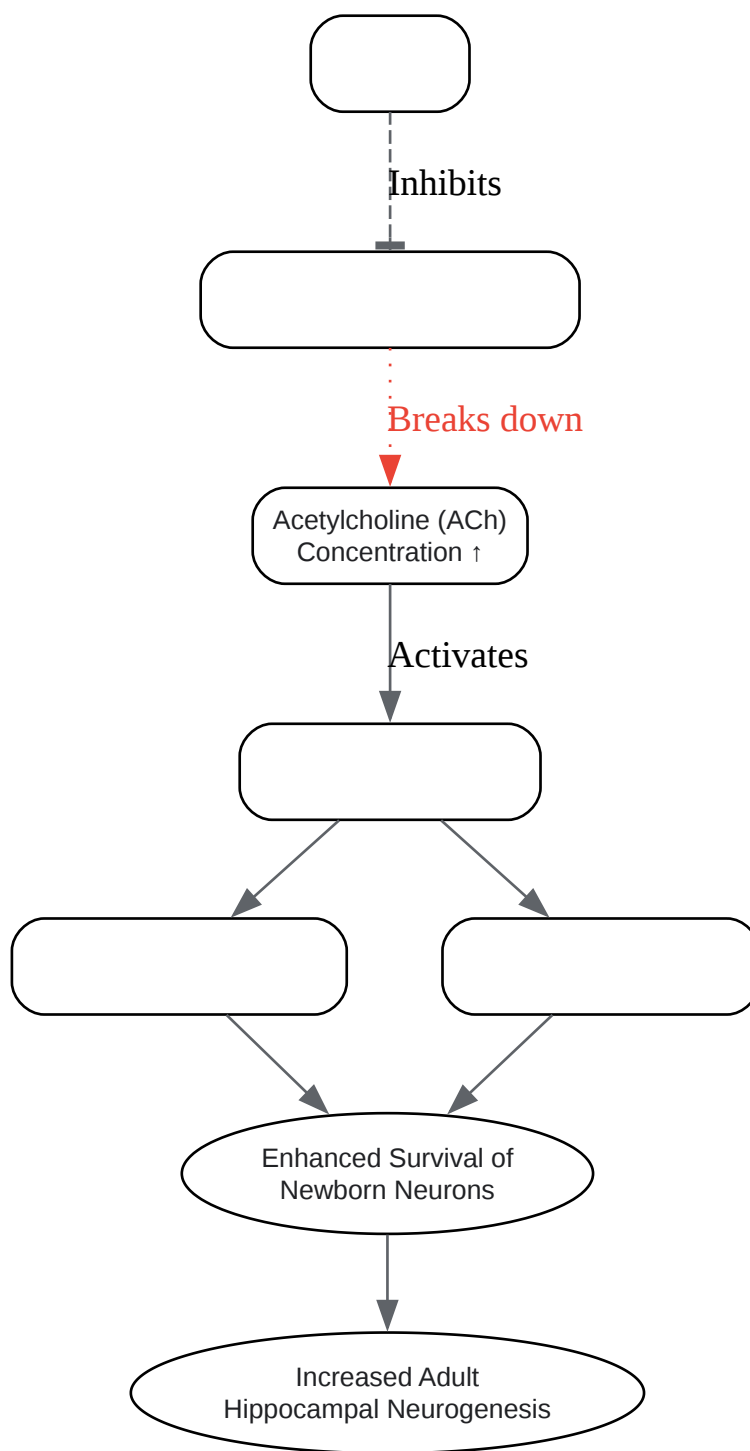 Inhibits
Breaks down
Acetylcholine (ACh)
Concentration ↑
Activates
Enhanced Survival of
Newborn Neurons
Increased Adult
Hippocampal Neurogenesis